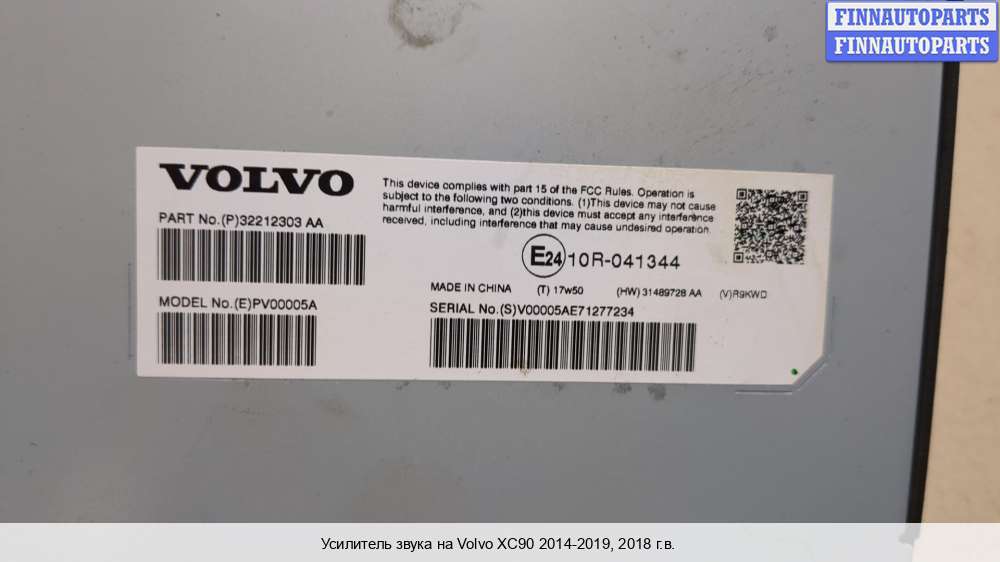 FINNAUTOPARTS
FINNAUTOPARTS
VOLVO
PART No.(P)32212303 AA
This device complies with part 15 of the FCC Rules. Operation is
subject to the following two conditions. (1)This device may not cause
harmful interference, and (2)this device must accept any interference
received, including interference that may cause undesired operation.
E24 10R-041344
MADE IN CHINA (T) 17w50 (HW) 31489728 AA (V)R9KWD
MODEL No.(E)PV00005A
SERIAL No.(S)V00005AE71277234
Усилитель звука на Volvo XC90 2014-2019, 2018 г.в.